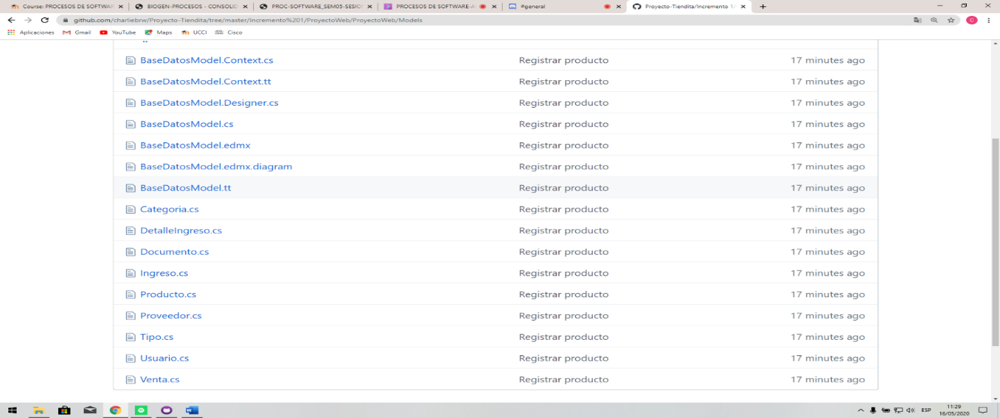 Course: PROCESOS DE SOFTWAR BIOGEN-PROCESOS - CONSOLID PROC-SOFTWARE_SEM05-SESIO PROCESOS DE SOFTWARE-A #general Proyecto-Tiendita/Incremento 1/
github.com/charliebrw/Proyecto-Tiendita/tree/master/Incremento%201/ProyectoWeb/ProyectoWeb/Models C
Aplicaciones Gmail YouTube Maps UCCI Cisco
..
BaseDatosModel.Context.cs Registrar producto 17 minutes ago
BaseDatosModel.Context.tt Registrar producto 17 minutes ago
BaseDatosModel.Designer.cs Registrar producto 17 minutes ago
BaseDatosModel.cs Registrar producto 17 minutes ago
BaseDatosModel.edmx Registrar producto 17 minutes ago
BaseDatosModel.edmx.diagram Registrar producto 17 minutes ago
BaseDatosModel.tt Registrar producto 17 minutes ago
Categoria.cs Registrar producto 17 minutes ago
DetalleIngreso.cs Registrar producto 17 minutes ago
Documento.cs Registrar producto 17 minutes ago
Ingreso.cs Registrar producto 17 minutes ago
Producto.cs Registrar producto 17 minutes ago
Proveedor.cs Registrar producto 17 minutes ago
Tipo.cs Registrar producto 17 minutes ago
Usuario.cs Registrar producto 17 minutes ago
Venta.cs Registrar producto 17 minutes ago
ESP 11:29
16/05/2020